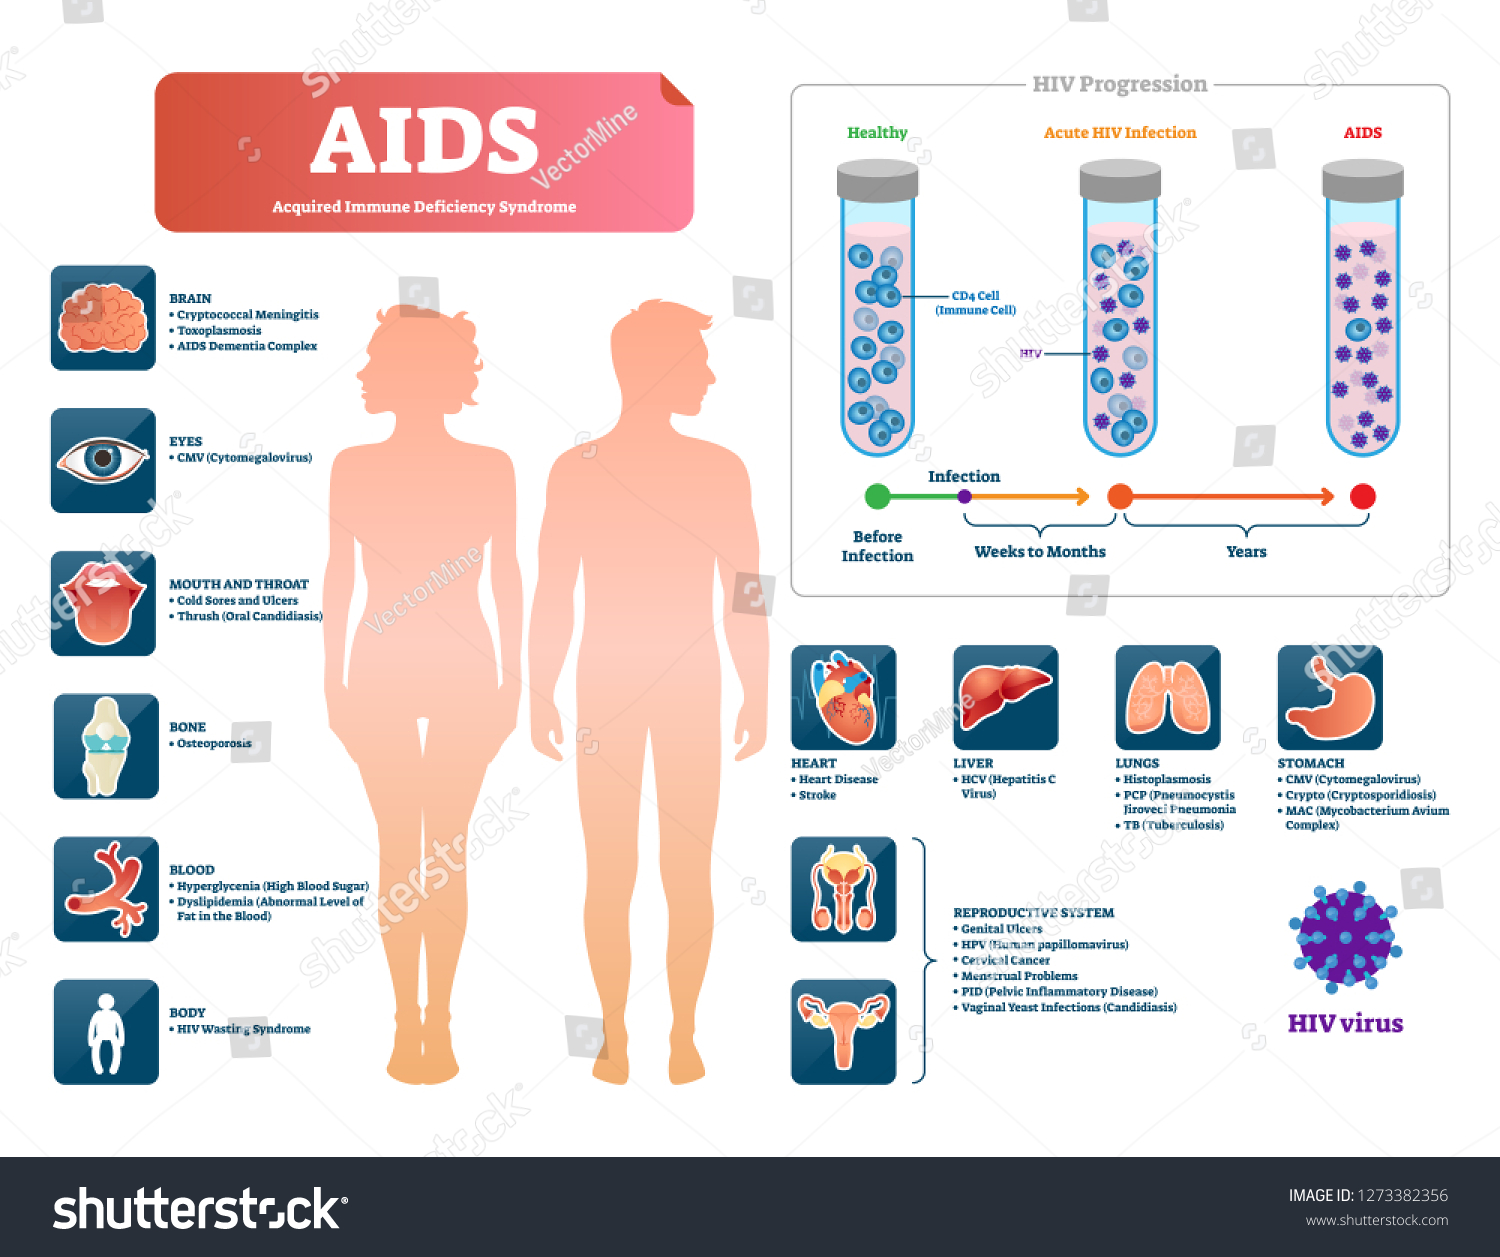 AIDS
Acquired Immune Deficiency Syndrome
BRAIN
• Cryptococcal Meningitis
• Toxoplasmosis
• AIDS Dementia Complex
EYES
• CMV (Cytomegalovirus)
MOUTH AND THROAT
• Cold Sores and Ulcers
• Thrush (Oral Candidiasis)
BONE
• Osteoporosis
BLOOD
• Hyperglycenia (High Blood Sugar)
• Dyslipidemia (Abnormal Level of
Fat in the Blood)
BODY
• HIV Wasting Syndrome
HIV Progression
Healthy
Acute HIV Infection
AIDS
CD4 Cell
(Immune Cell)
HIV
Infection
Before
Infection
Weeks to Months
Years
HEART
• Heart Disease
• Stroke
LIVER
• HCV (Hepatitis C
Virus)
LUNGS
• Histoplasmosis
• PCP (Pneumocystis
Jiroveci Pneumonia
• TB (Tuberculosis)
STOMACH
• CMV (Cytomegalovirus)
• Crypto (Cryptosporidiosis)
• MAC (Mycobacterium Avium
Complex)
REPRODUCTIVE SYSTEM
• Genital Ulcers
• HPV (Human papillomavirus)
• Cervical Cancer
• Menstrual Problems
• PID (Pelvic Inflammatory Disease)
• Vaginal Yeast Infections (Candidiasis)
HIV virus
shutterstock
VectorMine
shutterstock®
IMAGE ID: 1273382356
www.shutterstock.com